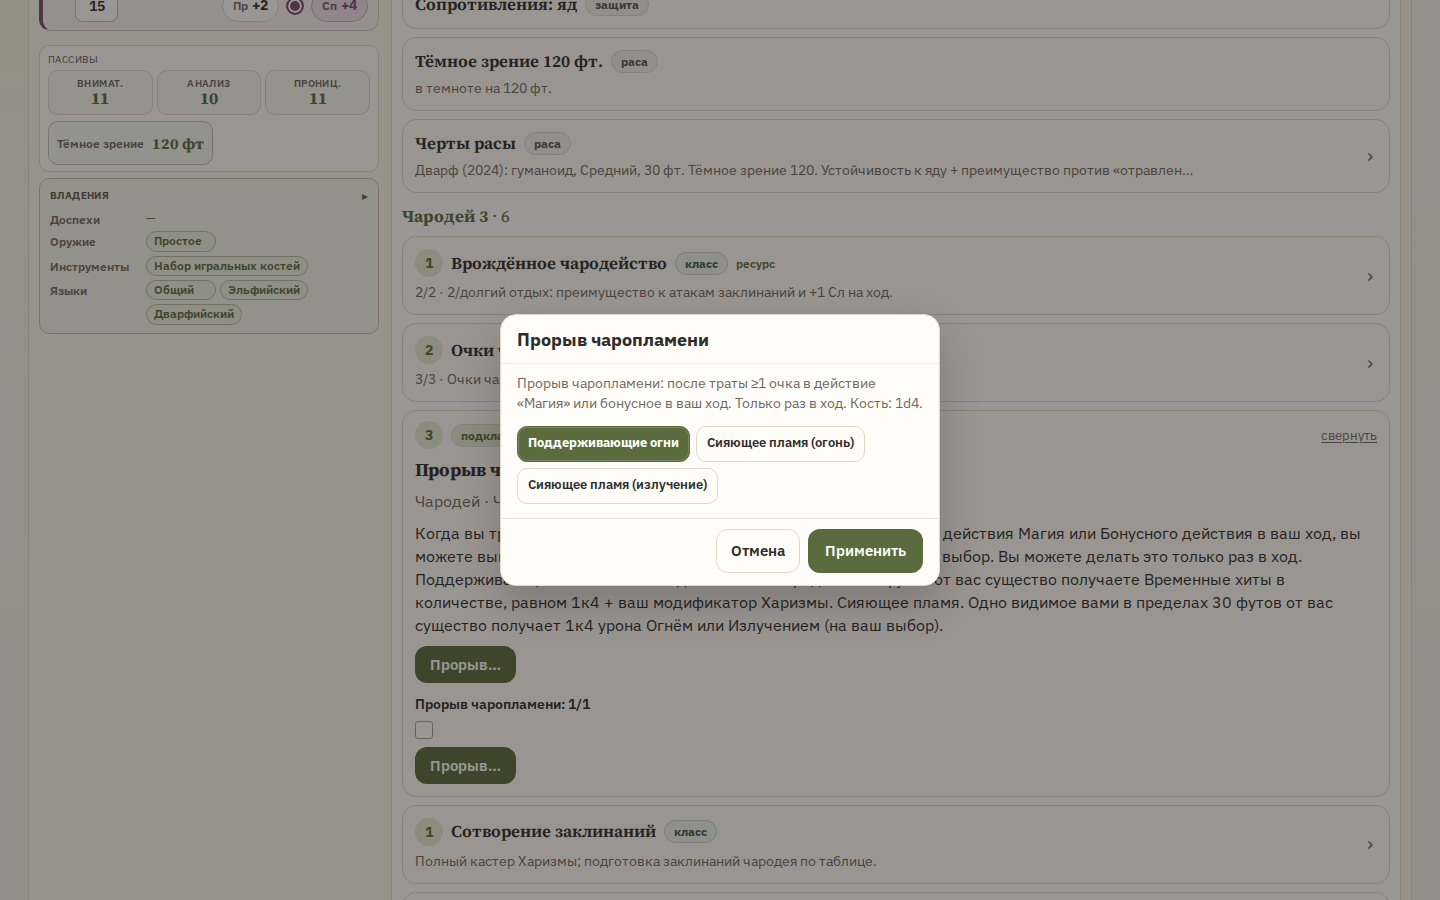 15
Пр +2
Сп +4
ПАССИВЫ
ВНИМАТ.
11
АНАЛИЗ
10
ПРОНИЦ.
11
Тёмное зрение 120 фт
ВЛАДЕНИЯ ▸
Доспехи —
Оружие Простое
Инструменты Набор игральных костей
Языки Общий Эльфийский
Дварфийский
Сопротивления: яд защита
Тёмное зрение 120 фт. раса
в темноте на 120 фт.
Черты расы раса
Дварф (2024): гуманоид, Средний, 30 фт. Тёмное зрение 120. Устойчивость к яду + преимущество против «отравлен…
Чародей 3 · 6
1 Врождённое чародейство класс ресурс
2/2 · 2/долгий отдых: преимущество к атакам заклинаний и +1 Сл на ход.
2 Очки
3/3 · Очки ча
3 подкла
свернуть
Прорыв ч
Чародей ·
Когда вы действия Магия или Бонусного действия в ваш ход, вы
можете вы выбор. Вы можете делать это только раз в ход.
Поддержив от вас существо получаете Временные хиты в
количестве, равном 1к4 + ваш модификатор Харизмы. Сияющее пламя. Одно видимое вами в пределах 30 футов от вас
существо получает 1к4 урона Огнём или Излучением (на ваш выбор).
Прорыв…
Прорыв чаропламени: 1/1
Прорыв…
1 Сотворение заклинаний класс
Полный кастер Харизмы; подготовка заклинаний чародея по таблице.
Прорыв чаропламени
Прорыв чаропламени: после траты ≥1 очка в действие
«Магия» или бонусное в ваш ход. Только раз в ход. Кость: 1d4.
Поддерживающие огни
Сияющее пламя (огонь)
Сияющее пламя (излучение)
Отмена
Применить